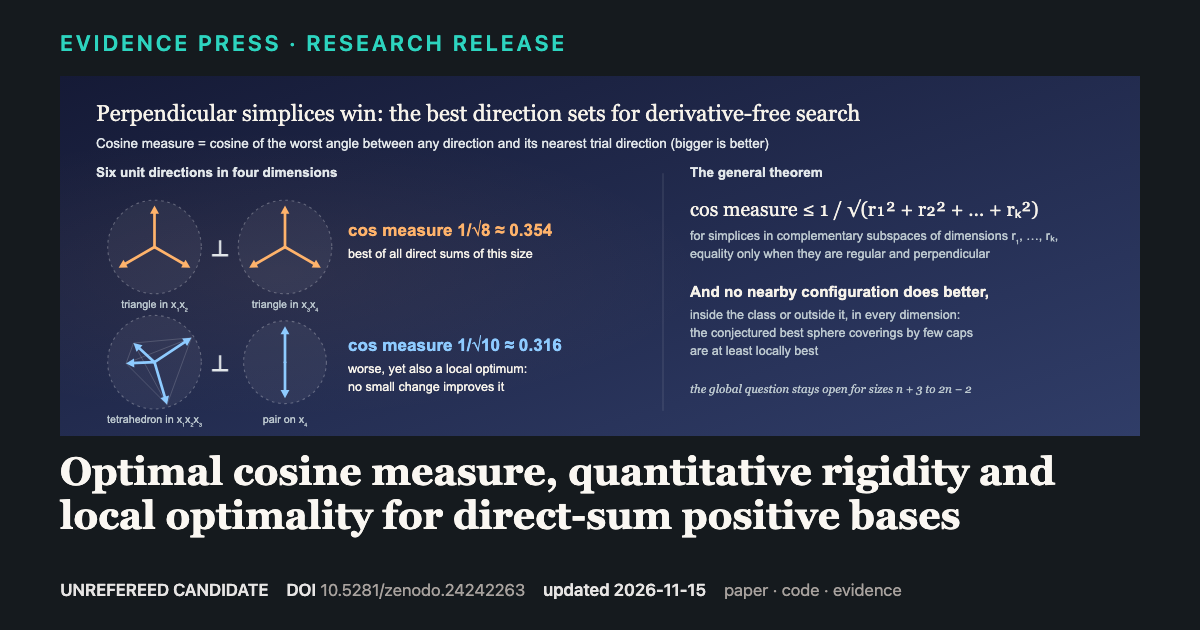 EVIDENCE PRESS · RESEARCH RELEASE
Perpendicular simplices win: the best direction sets for derivative-free search
Cosine measure = cosine of the worst angle between any direction and its nearest trial direction (bigger is better)
Six unit directions in four dimensions
⊥
cos measure 1/√8 ≈ 0.354
best of all direct sums of this size
triangle in x₁x₂
triangle in x₃x₄
⊥
cos measure 1/√10 ≈ 0.316
worse, yet also a local optimum:
no small change improves it
tetrahedron in x₁x₂x₃
pair on x₄
The general theorem
cos measure ≤ 1 / √(r₁² + r₂² + ... + rₖ²)
for simplices in complementary subspaces of dimensions r₁, ..., rₖ,
equality only when they are regular and perpendicular
And no nearby configuration does better,
inside the class or outside it, in every dimension:
the conjectured best sphere coverings by few caps
are at least locally best
the global question stays open for sizes n + 3 to 2n − 2
Optimal cosine measure, quantitative rigidity and
local optimality for direct-sum positive bases
UNREFEREED CANDIDATE DOI 10.5281/zenodo.24242263 updated 2026-11-15 paper · code · evidence